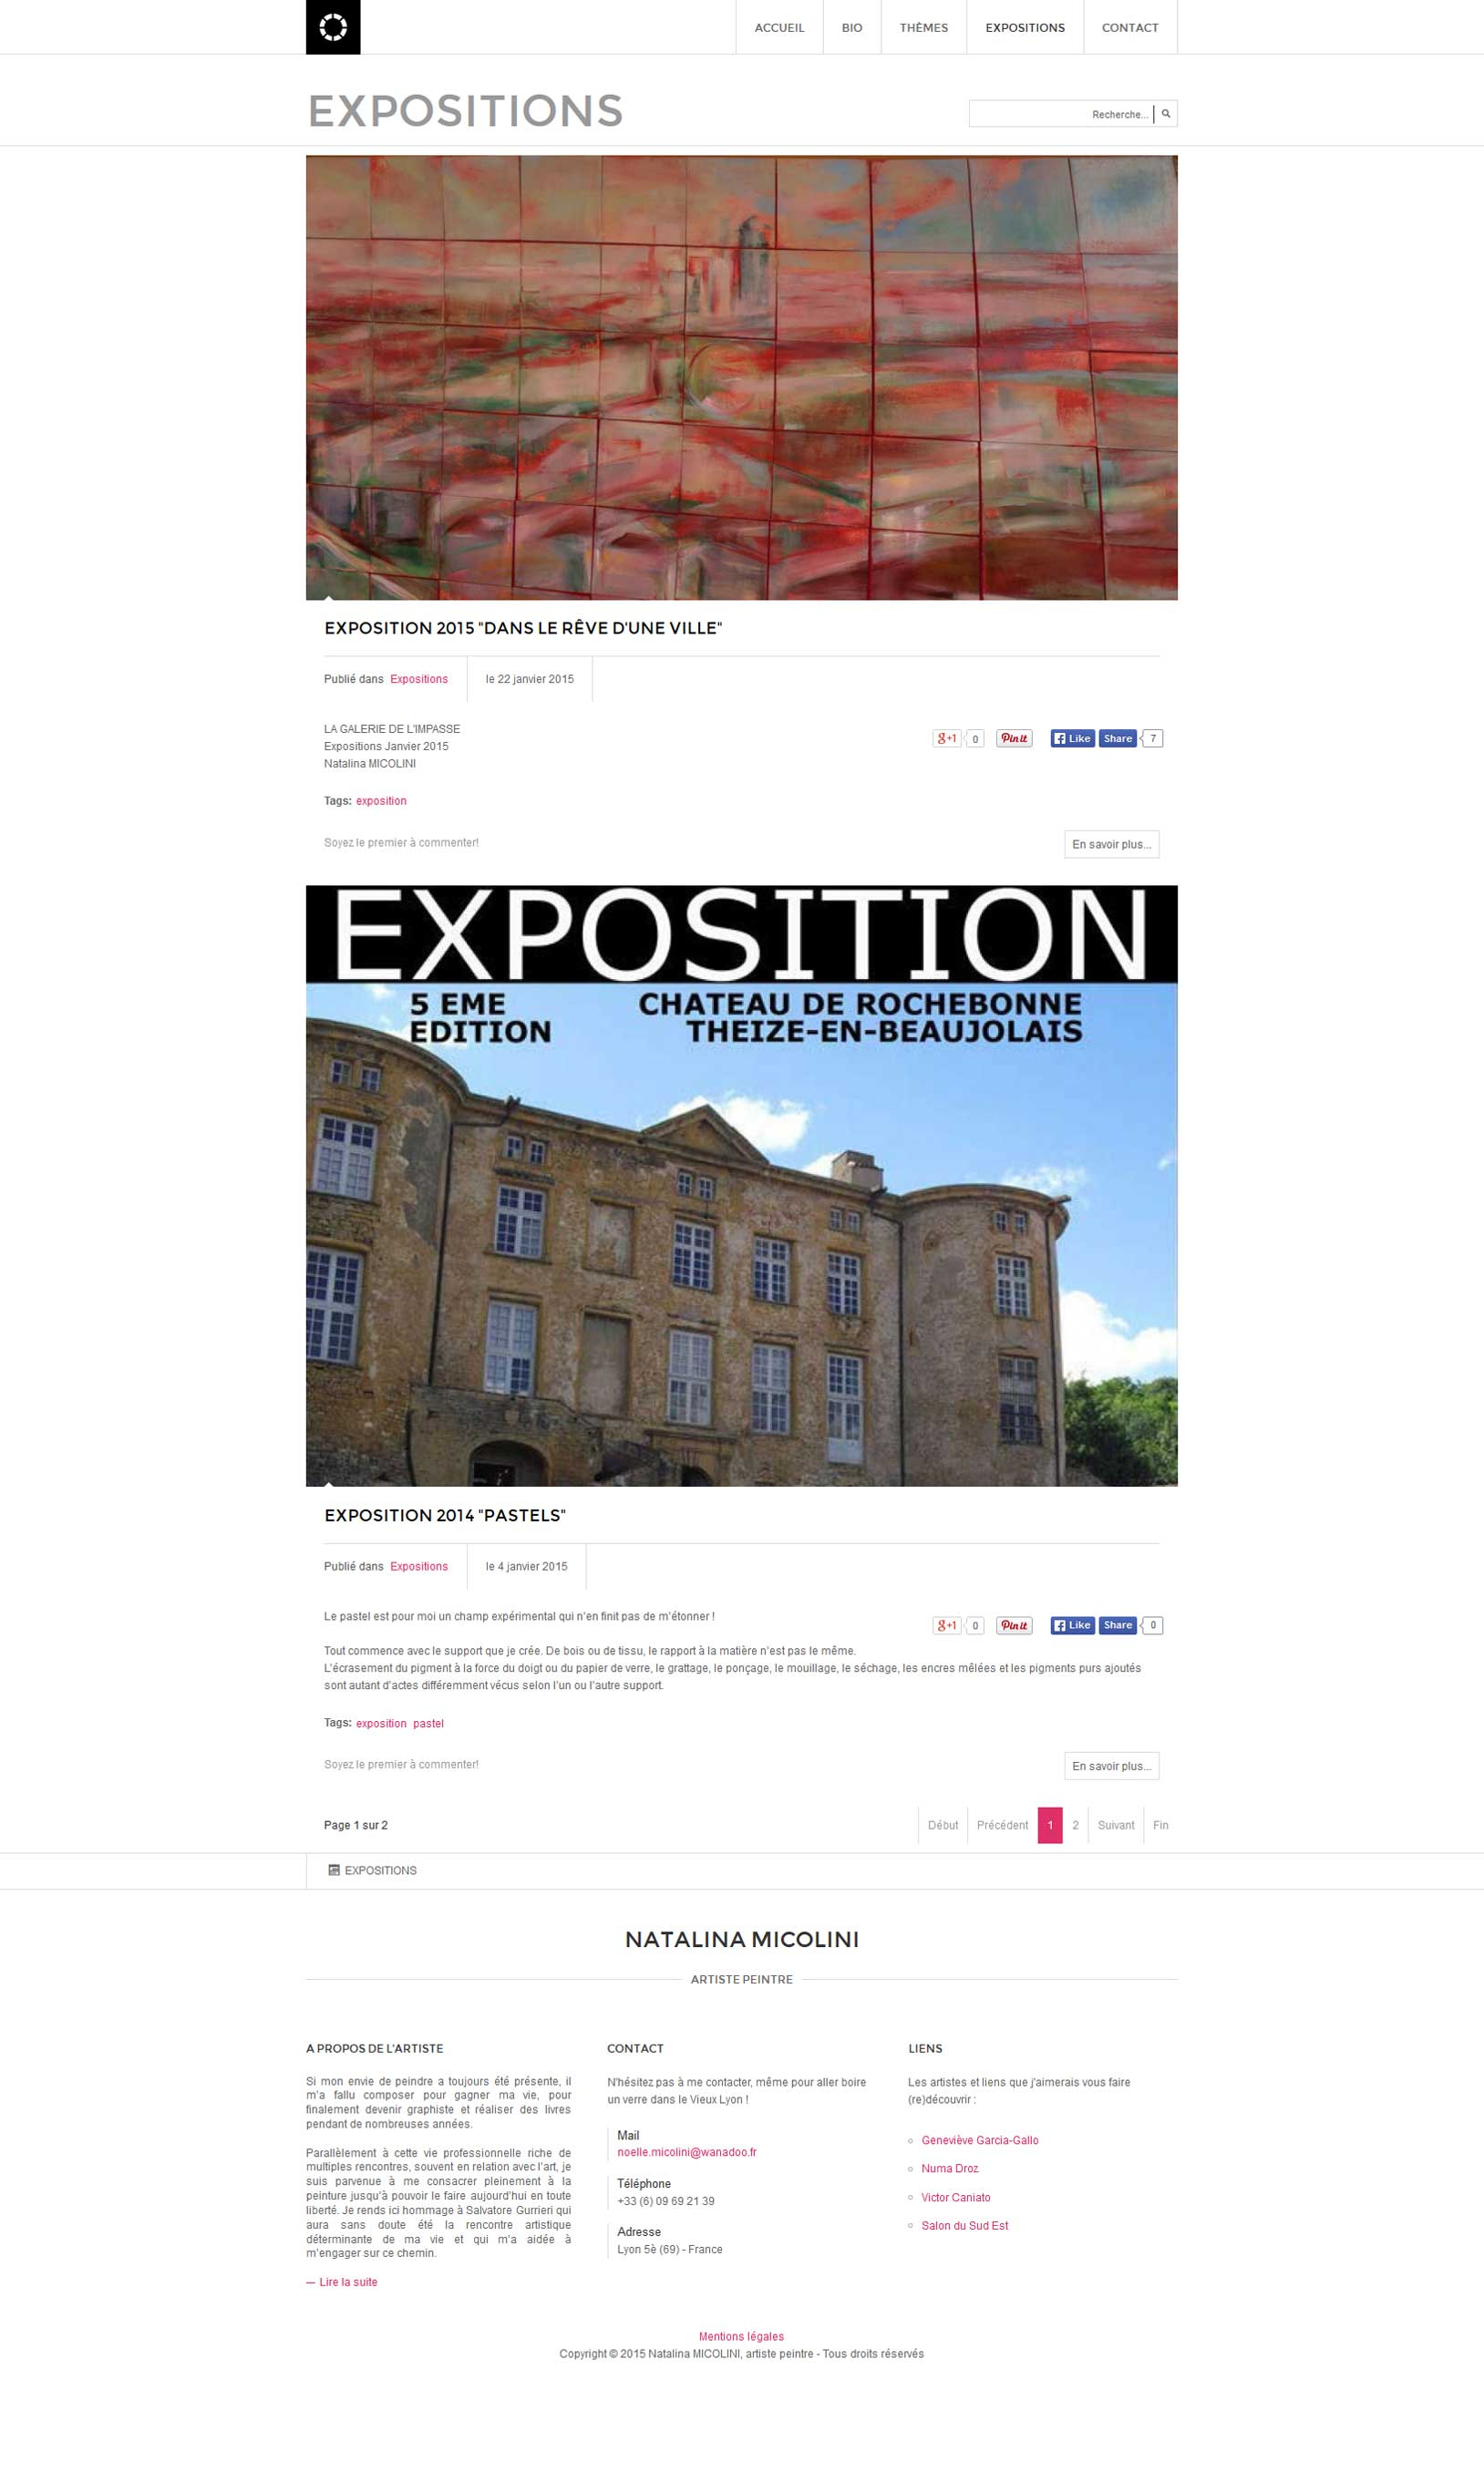 ACCUEIL BIO THÈMES EXPOSITIONS CONTACT
EXPOSITIONS
Recherche...
EXPOSITION 2015 "DANS LE RÊVE D'UNE VILLE"
Publié dans Expositions le 22 janvier 2015
LA GALERIE DE L'IMPASSE
Expositions Janvier 2015
Natalina MICOLINI
g+1 0 Pin it Like Share 7
Tags: exposition
Soyez le premier à commenter!
En savoir plus...
EXPOSITION
5 EME
EDITION
CHATEAU DE ROCHEBONNE
THEIZE-EN-BEAUJOLAIS
EXPOSITION 2014 "PASTELS"
Publié dans Expositions le 4 janvier 2015
Le pastel est pour moi un champ expérimental qui n'en finit pas de m'étonner !
g+1 0 Pin it Like Share 0
Tout commence avec le support que je crée. De bois ou de tissu, le rapport à la matière n'est pas le même.
L'écrasement du pigment à la force du doigt ou du papier de verre, le grattage, le ponçage, le mouillage, le séchage, les encres mêlées et les pigments purs ajoutés
sont autant d'actes différemment vécus selon l'un ou l'autre support.
Tags: exposition pastel
Soyez le premier à commenter!
En savoir plus...
Page 1 sur 2
Début Précédent 1 2 Suivant Fin
EXPOSITIONS
NATALINA MICOLINI
ARTISTE PEINTRE
A PROPOS DE L'ARTISTE
Si mon envie de peindre a toujours été présente, il
m'a fallu composer pour gagner ma vie, pour
finalement devenir graphiste et réaliser des livres
pendant de nombreuses années.
Parallèlement à cette vie professionnelle riche de
multiples rencontres, souvent en relation avec l'art, je
suis parvenue à me consacrer pleinement à la
peinture jusqu'à pouvoir le faire aujourd'hui en toute
liberté. Je rends ici hommage à Salvatore Gurrieri qui
aura sans doute été la rencontre artistique
déterminante de ma vie et qui m'a aidée à
m'engager sur ce chemin.
— Lire la suite
CONTACT
N'hésitez pas à me contacter, même pour aller boire
un verre dans le Vieux Lyon !
Mail
noelle.micolini@wanadoo.fr
Téléphone
+33 (6) 09 69 21 39
Adresse
Lyon 5è (69) - France
LIENS
Les artistes et liens que j'aimerais vous faire
(re)découvrir :
Geneviève Garcia-Gallo
Numa Droz
Victor Caniato
Salon du Sud Est
Mentions légales
Copyright © 2015 Natalina MICOLINI, artiste peintre - Tous droits réservés